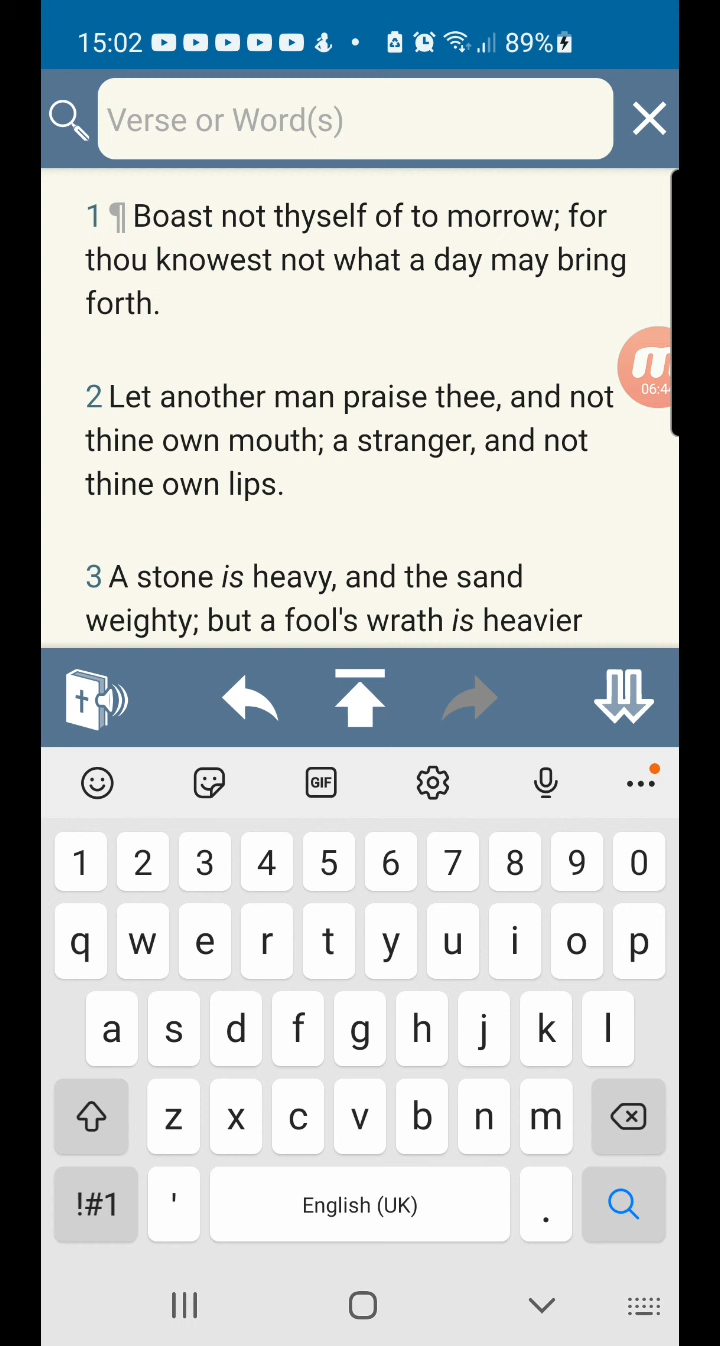 15:02 89%
Verse or Word(s)
1 ¶ Boast not thyself of to morrow; for
thou knowest not what a day may bring
forth.
06:4
2 Let another man praise thee, and not
thine own mouth; a stranger, and not
thine own lips.
3 A stone is heavy, and the sand
weighty; but a fool's wrath is heavier
GIF
1 2 3 4 5 6 7 8 9 0
q w e r t y u i o p
a s d f g h j k l
z x c v b n m
!#1 ' English (UK) .